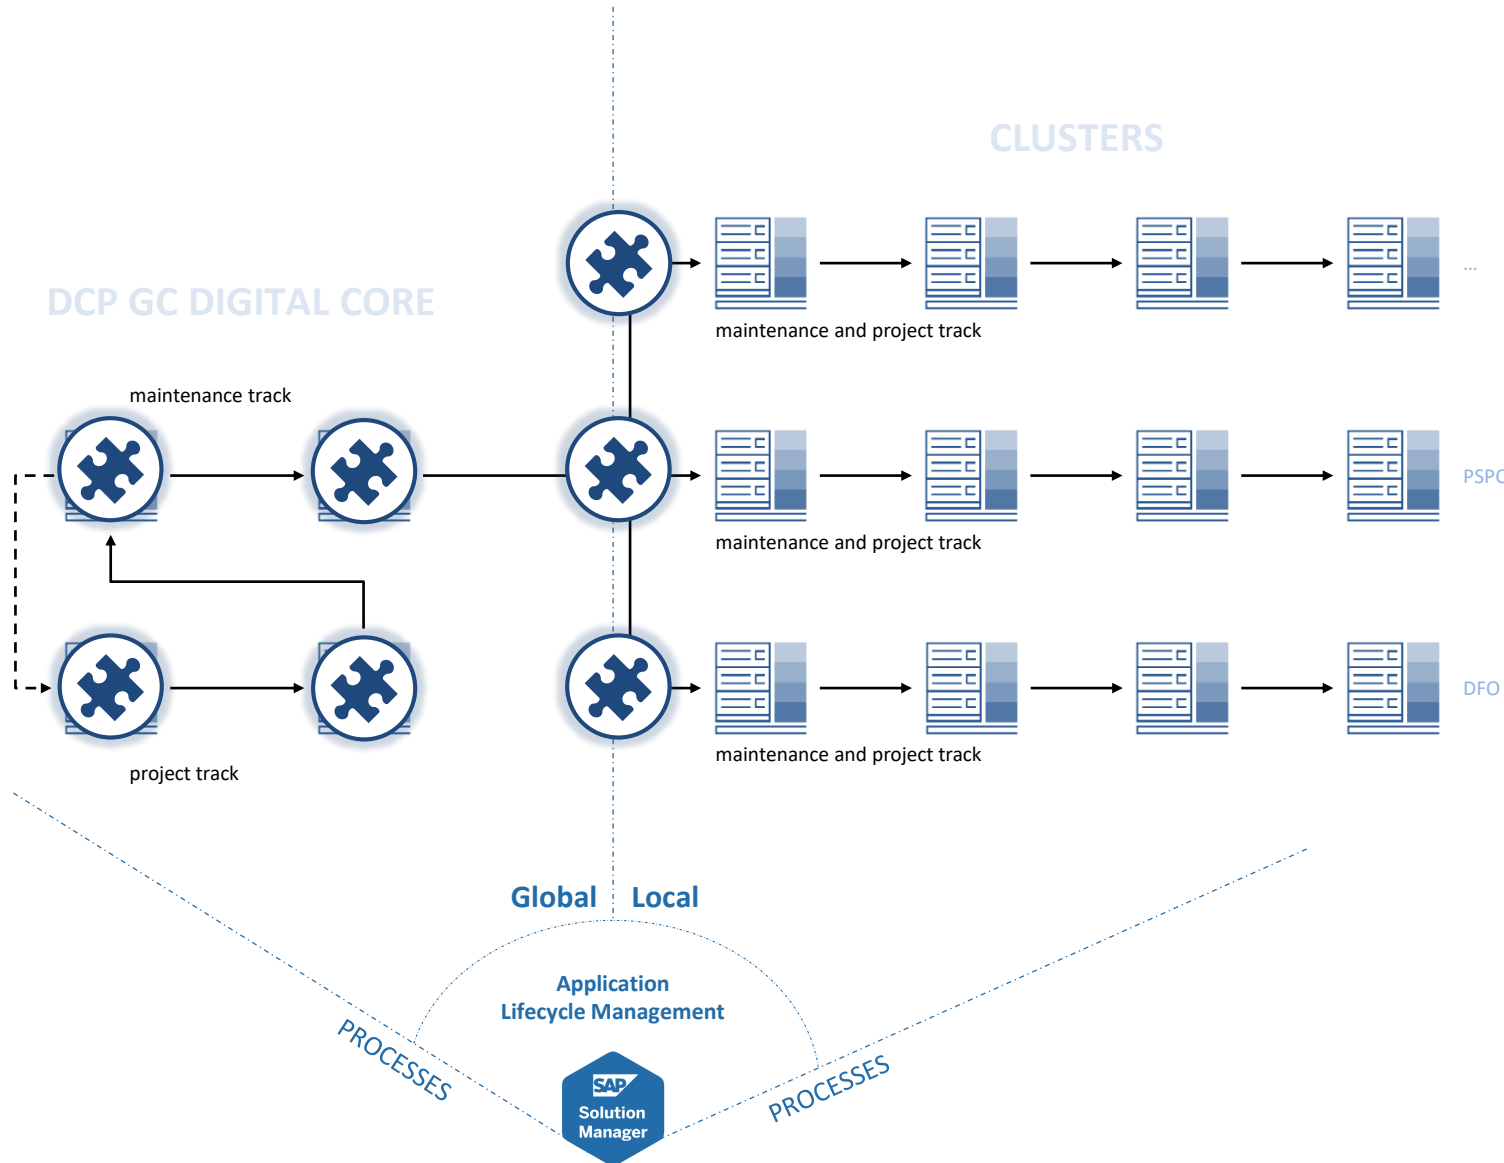 CLUSTERS
DCP GC DIGITAL CORE
...
maintenance and project track
maintenance track
PSPC
maintenance and project track
DFO
maintenance and project track
project track
Global
Local
Application
Lifecycle Management
PROCESSES
PROCESSES
SAP
Solution
Manager